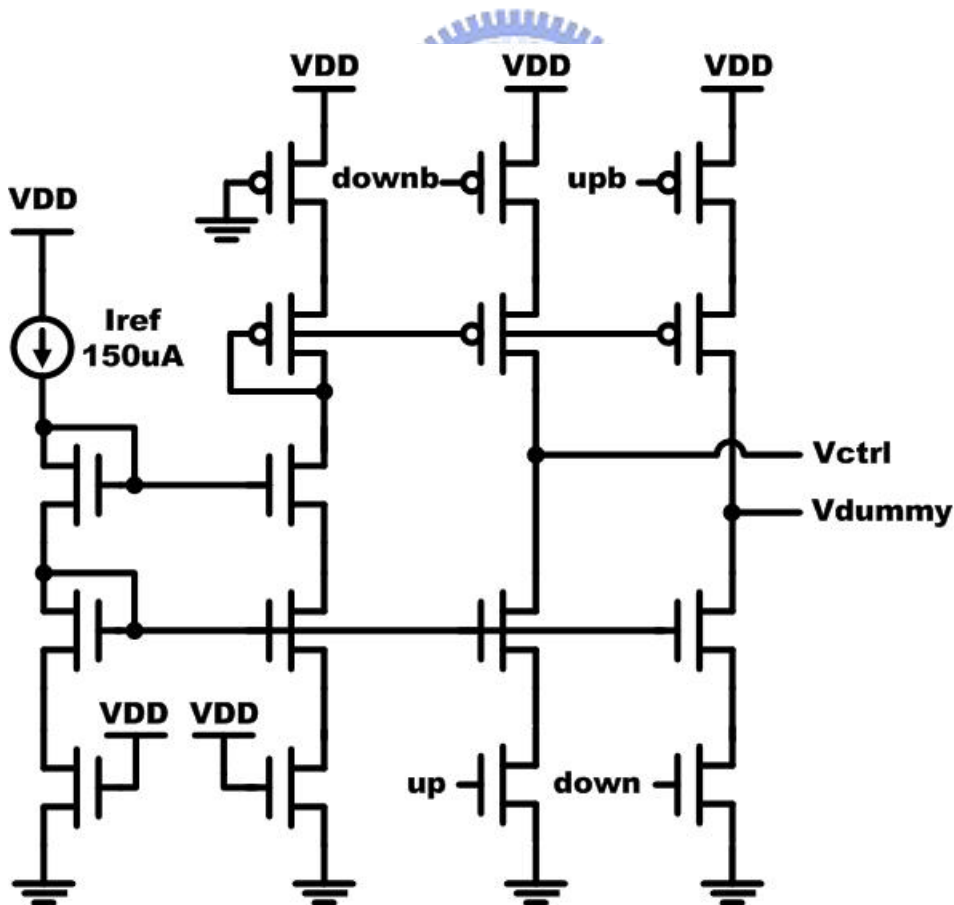 VDD
VDD
VDD
downb
upb
VDD
Iref
150uA
Vctrl
Vdummy
VDD
VDD
up
down